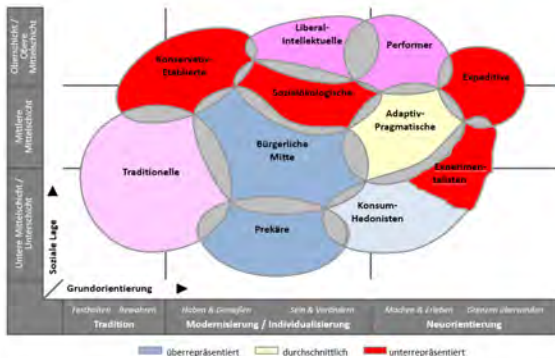 Oberschicht /
Obere
Mittelschicht
Mittlere
Mittelschicht
Untere Mittelschicht /
Unterschicht
Soziale Lage
Grundorientierung
Liberal-
Intellektuelle
Performer
Konservativ-
Etablierte
Expeditive
Sozialökologische
Adaptiv-
Pragmatische
Bürgerliche
Mitte
Traditionelle
Experimen-
talisten
Konsum-
Hedonisten
Prekäre
Festhalten Bewahren Haben & Genießen Sein & Verändern Machen & Erleben Grenzen überwinden
Tradition Modernisierung / Individualisierung Neuorientierung
überrepräsentiert durchschnittlich unterrepräsentiert